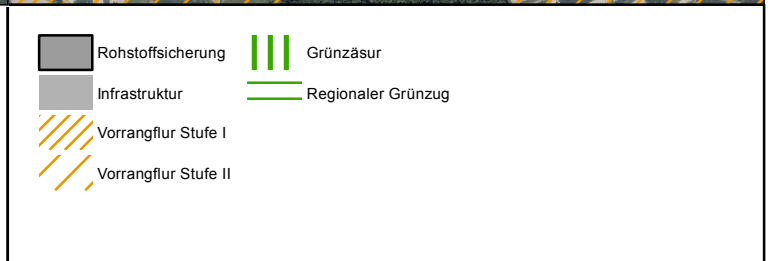 Rohstoffsicherung
Infrastruktur
Vorrangflur Stufe I
Vorrangflur Stufe II
Grünzäsur
Regionaler Grünzug